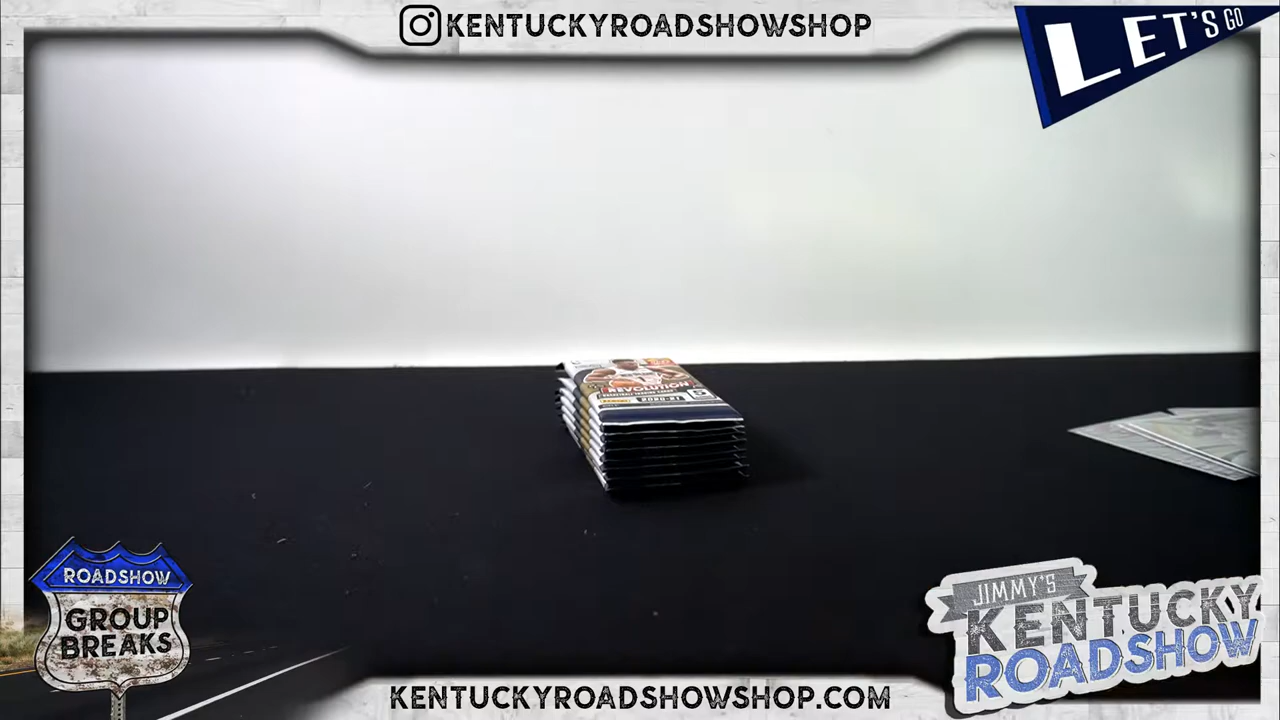 KENTUCKYROADSHOWSHOP
LET'S GO
REVOLUTION
2020-21
ROADSHOW
GROUP
BREAKS
JIMMY'S
KENTUCKY
ROADSHOW
KENTUCKYROADSHOWSHOP.COM